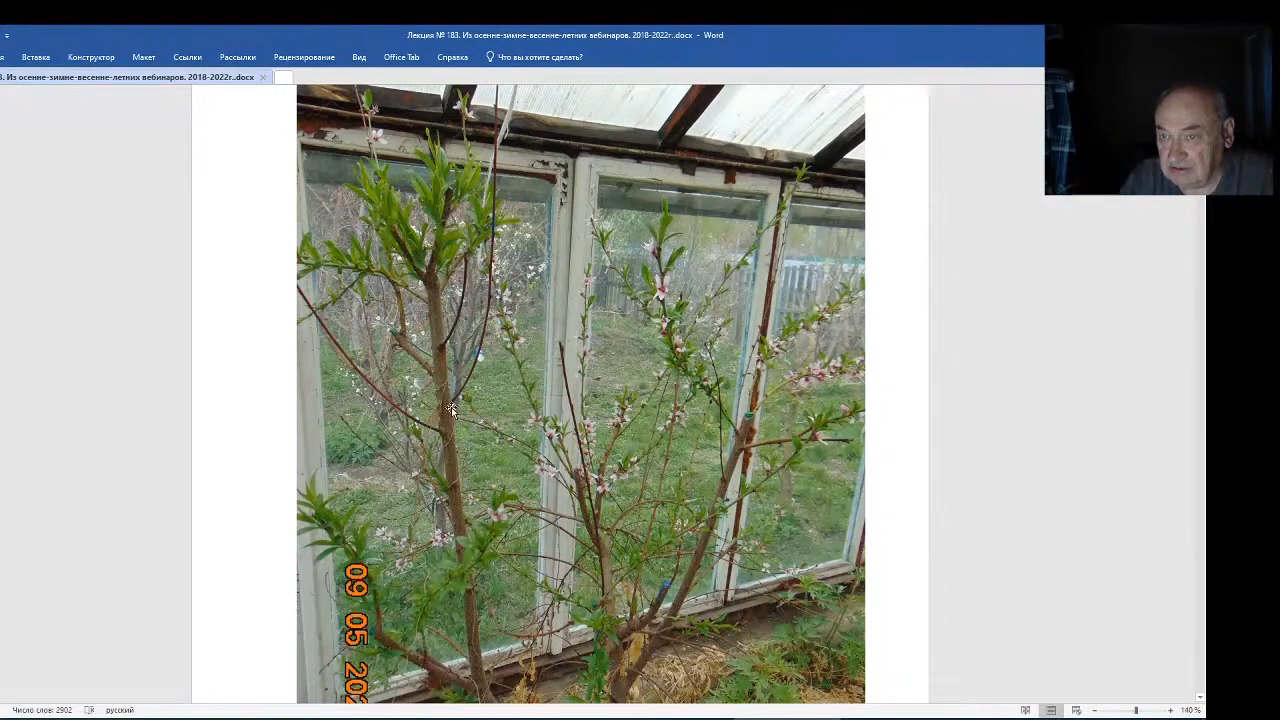 Лекция № 183. Из осенне-зимне-весенне-летних вебинаров. 2018-2022г..docx - Word
Вставка Конструктор Макет Ссылки Рассылки Рецензирование Вид Office Tab Справка Что вы хотите сделать?
3. Из осенне-зимне-весенне-летних вебинаров. 2018-2022г..docx
09 05 202
Число слов: 2902 русский 140 %